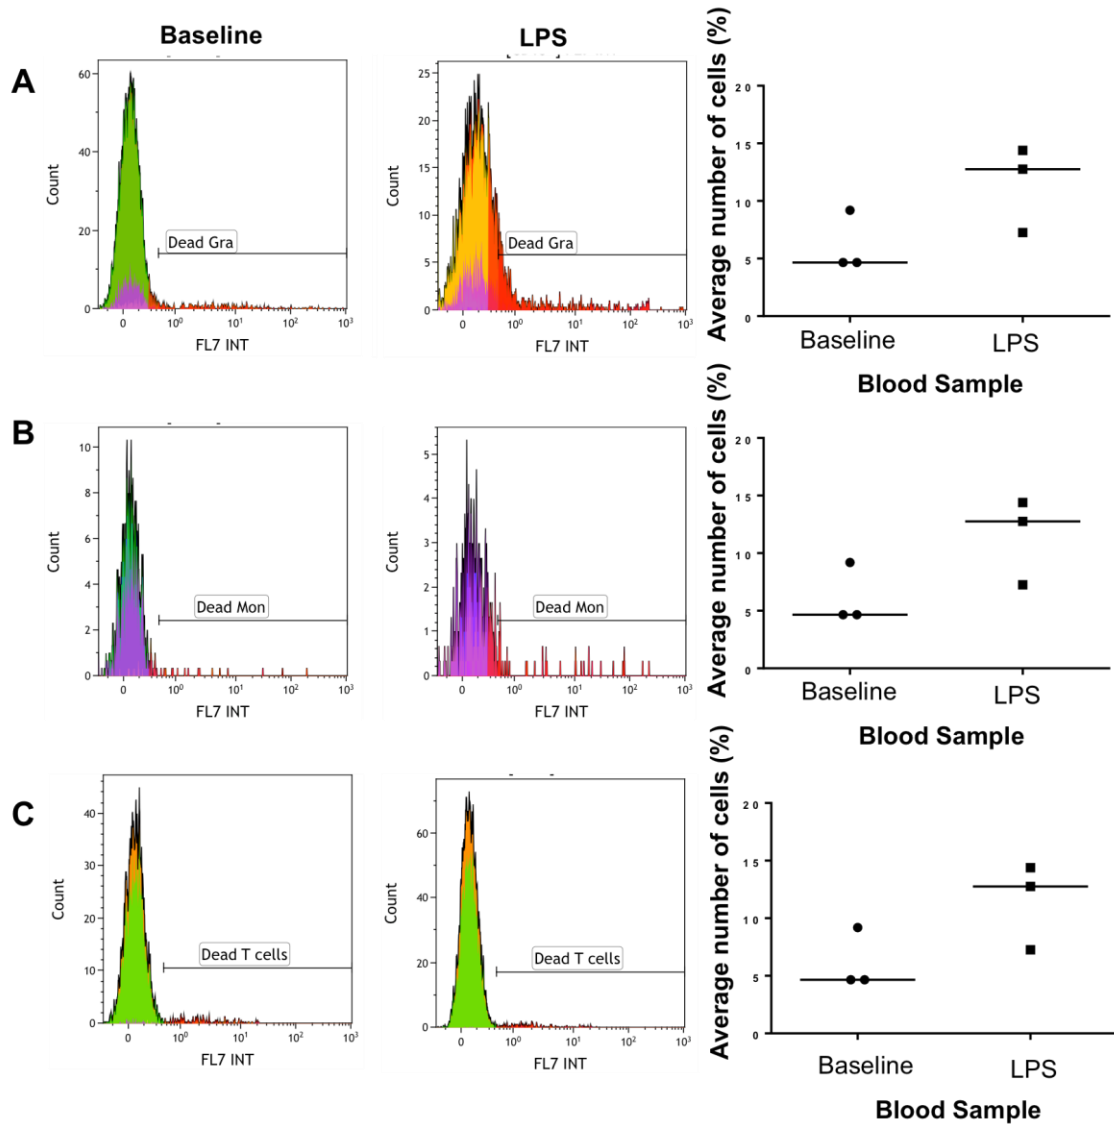 Baseline
LPS
A
60
40
20
0
Count
Dead Gra
0
10⁰
10¹
10²
10³
FL7 INT
25
20
15
10
5
0
Count
Dead Gra
0
10⁰
10¹
10²
10³
FL7 INT
Average number of cells (%)
20
15
10
5
0
Baseline
LPS
Blood Sample
B
10
8
6
4
2
0
Count
Dead Mon
0
10⁰
10¹
10²
10³
FL7 INT
5
4
3
2
1
0
Count
Dead Mon
0
10⁰
10¹
10²
10³
FL7 INT
Average number of cells (%)
20
15
10
5
0
Baseline
LPS
Blood Sample
C
40
30
20
10
0
Count
Dead T cells
0
10⁰
10¹
10²
10³
FL7 INT
60
40
20
0
Count
Dead T cells
0
10⁰
10¹
10²
10³
FL7 INT
Average number of cells (%)
20
15
10
5
0
Baseline
LPS
Blood Sample